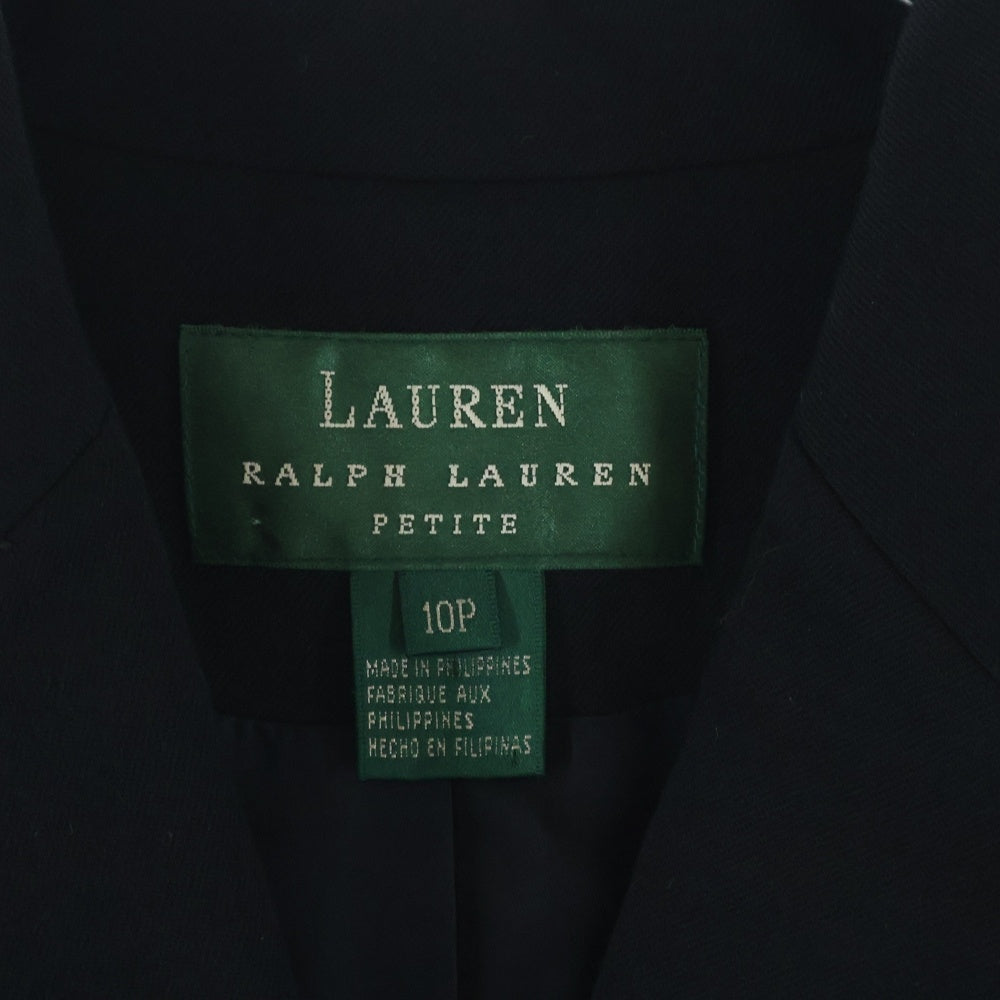 LAUREN
RALPH LAUREN
PETITE
10P
MADE IN PHILIPPINES
FABRIQUE AUX
PHILIPPINES
HECHO EN FILIPINAS